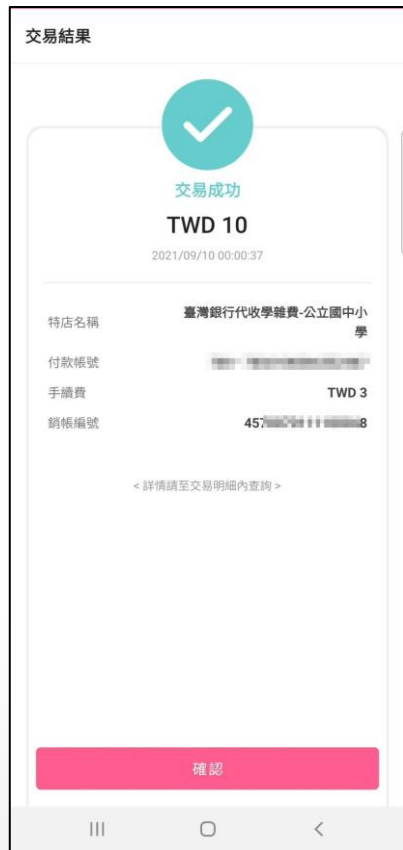 交易結果
交易成功
TWD 10
2021/09/10 00:00:37
特店名稱 臺灣銀行代收學雜費-公立國中小
學
付款帳號
手續費 TWD 3
銷帳編號 457 8
< 詳情請至交易明細內查詢 >
確認